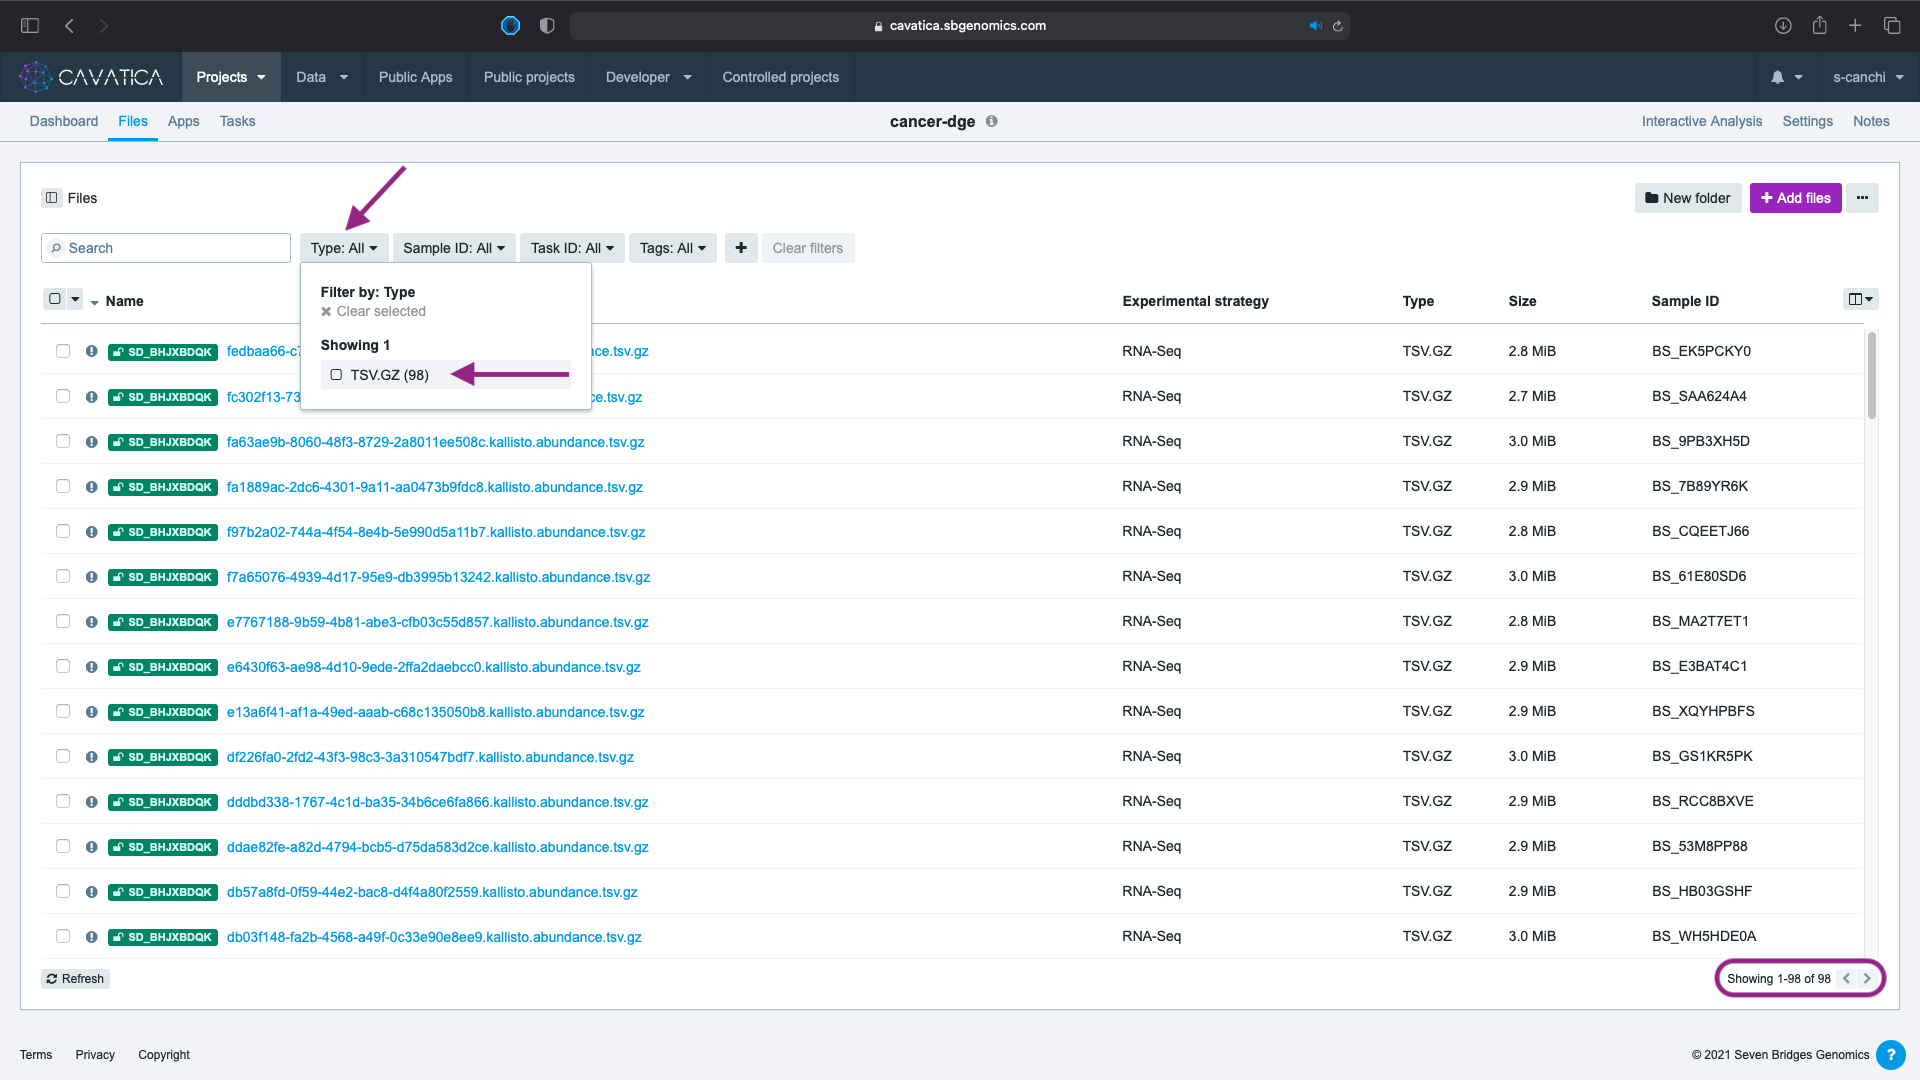 cavatica.sbgenomics.com
CAVATICA Projects Data Public Apps Public projects Developer Controlled projects s-canchi
Dashboard Files Apps Tasks cancer-dge Interactive Analysis Settings Notes
Files New folder Add files
Search Type: All Sample ID: All Task ID: All Tags: All Clear filters
Filter by: Type
Clear selected
Showing 1
TSV.GZ (98)
Name Experimental strategy Type Size Sample ID
SD_BHJXBDQK fedbaa66-c ce.tsv.gz RNA-Seq TSV.GZ 2.8 MiB BS_EK5PCKY0
SD_BHJXBDQK fc302f13-73 ce.tsv.gz RNA-Seq TSV.GZ 2.7 MiB BS_SAA624A4
SD_BHJXBDQK fa63ae9b-8060-48f3-8729-2a8011ee508c.kallisto.abundance.tsv.gz RNA-Seq TSV.GZ 3.0 MiB BS_9PB3XH5D
SD_BHJXBDQK fa1889ac-2dc6-4301-9a11-aa0473b9fdc8.kallisto.abundance.tsv.gz RNA-Seq TSV.GZ 2.9 MiB BS_7B89YR6K
SD_BHJXBDQK f97b2a02-744a-4f54-8e4b-5e990d5a11b7.kallisto.abundance.tsv.gz RNA-Seq TSV.GZ 2.8 MiB BS_CQEETJ66
SD_BHJXBDQK f7a65076-4939-4d17-95e9-db3995b13242.kallisto.abundance.tsv.gz RNA-Seq TSV.GZ 3.0 MiB BS_61E80SD6
SD_BHJXBDQK e7767188-9b59-4b81-abe3-cfb03c55d857.kallisto.abundance.tsv.gz RNA-Seq TSV.GZ 2.8 MiB BS_MA2T7ET1
SD_BHJXBDQK e6430f63-ae98-4d10-9ede-2ffa2daebcc0.kallisto.abundance.tsv.gz RNA-Seq TSV.GZ 2.9 MiB BS_E3BAT4C1
SD_BHJXBDQK e13a6f41-af1a-49ed-aaab-c68c135050b8.kallisto.abundance.tsv.gz RNA-Seq TSV.GZ 2.9 MiB BS_XQYHPBFS
SD_BHJXBDQK df226fa0-2fd2-43f3-98c3-3a310547bdf7.kallisto.abundance.tsv.gz RNA-Seq TSV.GZ 3.0 MiB BS_GS1KR5PK
SD_BHJXBDQK dddbd338-1767-4c1d-ba35-34b6ce6fa866.kallisto.abundance.tsv.gz RNA-Seq TSV.GZ 2.9 MiB BS_RCC8BXVE
SD_BHJXBDQK ddae82fe-a82d-4794-bcb5-d75da583d2ce.kallisto.abundance.tsv.gz RNA-Seq TSV.GZ 2.9 MiB BS_53M8PP88
SD_BHJXBDQK db57a8fd-0f59-44e2-bac8-d4f4a80f2559.kallisto.abundance.tsv.gz RNA-Seq TSV.GZ 2.9 MiB BS_HB03GSHF
SD_BHJXBDQK db03f148-fa2b-4568-a49f-0c33e90e8ee9.kallisto.abundance.tsv.gz RNA-Seq TSV.GZ 3.0 MiB BS_WH5HDE0A
Refresh Showing 1-98 of 98
Terms Privacy Copyright © 2021 Seven Bridges Genomics ?